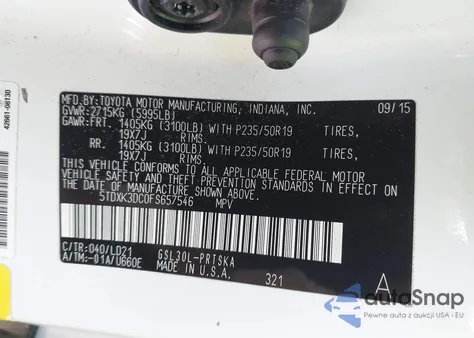 MFD.BY:TOYOTA MOTOR MANUFACTURING, INDIANA, INC. 09/15
GVWR:2715KG (5995LB)
GAWR:FRT. 1405KG (3100LB) WITH P235/50R19 TIRES,
19X7J RIMS.
RR. 1405KG (3100LB) WITH P235/50R19 TIRES,
19X7J RIMS.
THIS VEHICLE CONFORMS TO ALL APPLICABLE FEDERAL MOTOR
VEHICLE SAFETY AND THEFT PREVENTION STANDARDS IN EFFECT ON
THE DATE OF MANUFACTURE SHOWN ABOVE.
5TDXK3DC0FS657546 MPV
C/TR:040/LD21 GSL30L-PRTSKA
A/TM:-01A/U660E MADE IN U.S.A. 321 A
42661-08130
autoSnap
Pewne auta z aukcji USA i EU